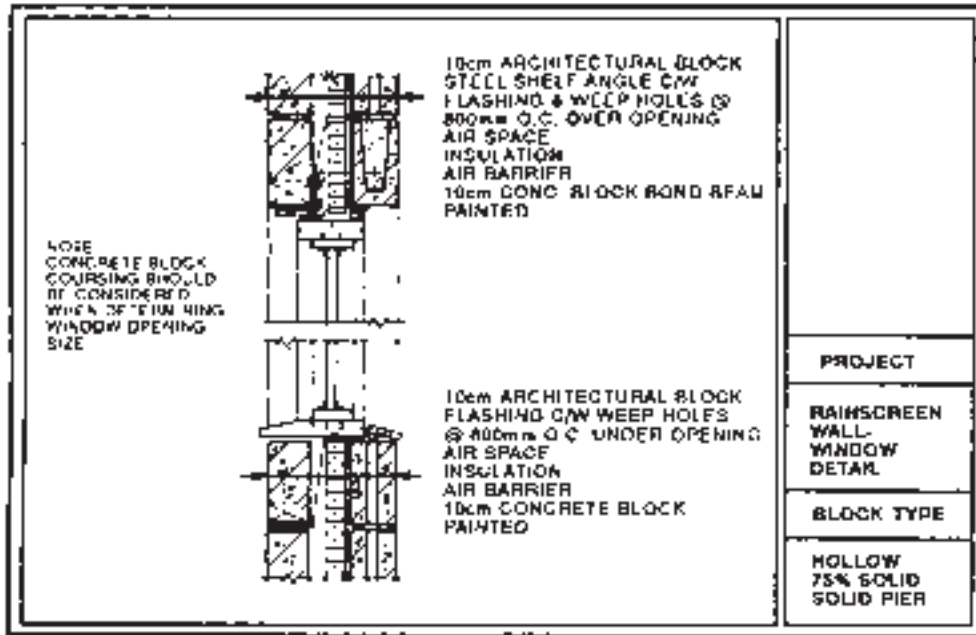 10cm ARCHITECTURAL BLOCK
STEEL SHELF ANGLE C/W
FLASHING & WEEP HOLES @
800mm O.C. OVER OPENING
AIR SPACE
INSULATION
AIR BARRIER
10cm CONC. BLOCK BOND BEAM
PAINTED
NOTE
CONCRETE BLOCK
COURSING SHOULD
BE CONSIDERED
WHEN DETERMINING
WINDOW OPENING
SIZE
10cm ARCHITECTURAL BLOCK
FLASHING C/W WEEP HOLES
@ 800mm O.C. UNDER OPENING
AIR SPACE
INSULATION
AIR BARRIER
10cm CONCRETE BLOCK
PAINTED
PROJECT
RAINSCREEN
WALL-
WINDOW
DETAIL
BLOCK TYPE
HOLLOW
75% SOLID
SOLID PIER